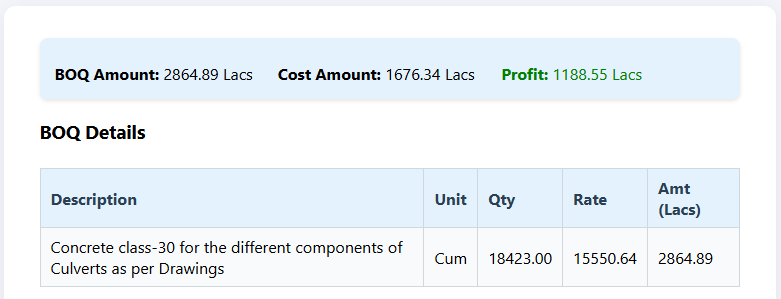 BOQ Amount: 2864.89 Lacs Cost Amount: 1676.34 Lacs Profit: 1188.55 Lacs
BOQ Details
Description Unit Qty Rate Amt (Lacs)
Concrete class-30 for the different components of
Culverts as per Drawings Cum 18423.00 15550.64 2864.89